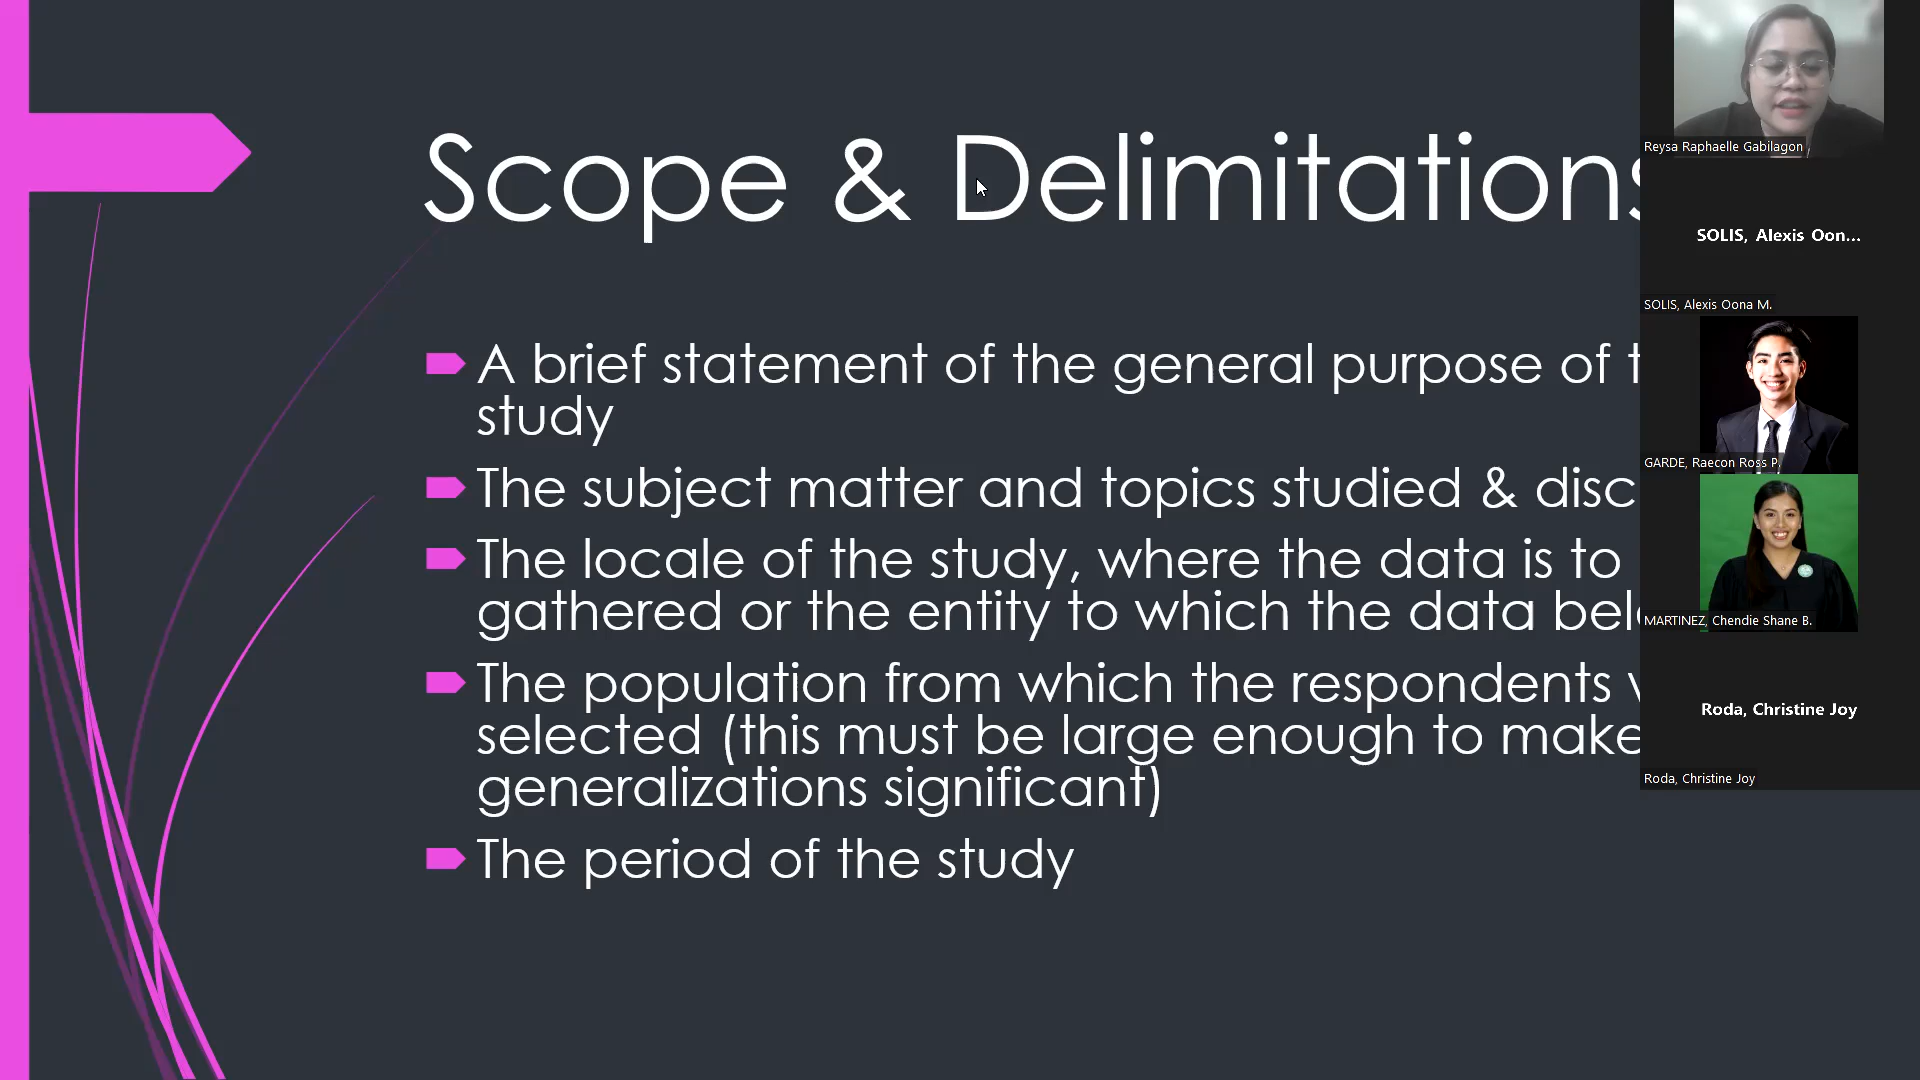 Scope & Delimitations
A brief statement of the general purpose of
study
The subject matter and topics studied &
The locale of the study, where the data is to
gathered or the entity to which the data
The population from which the respondents
selected (this must be large enough to make
generalizations significant)
The period of the study
Reysa Raphaelle Gabilagon
SOLIS, Alexis Oon...
SOLIS, Alexis Oona M.
GARDE, Raecon Ross P.
MARTINEZ, Chendie Shane B.
Roda, Christine Joy
Roda, Christine Joy